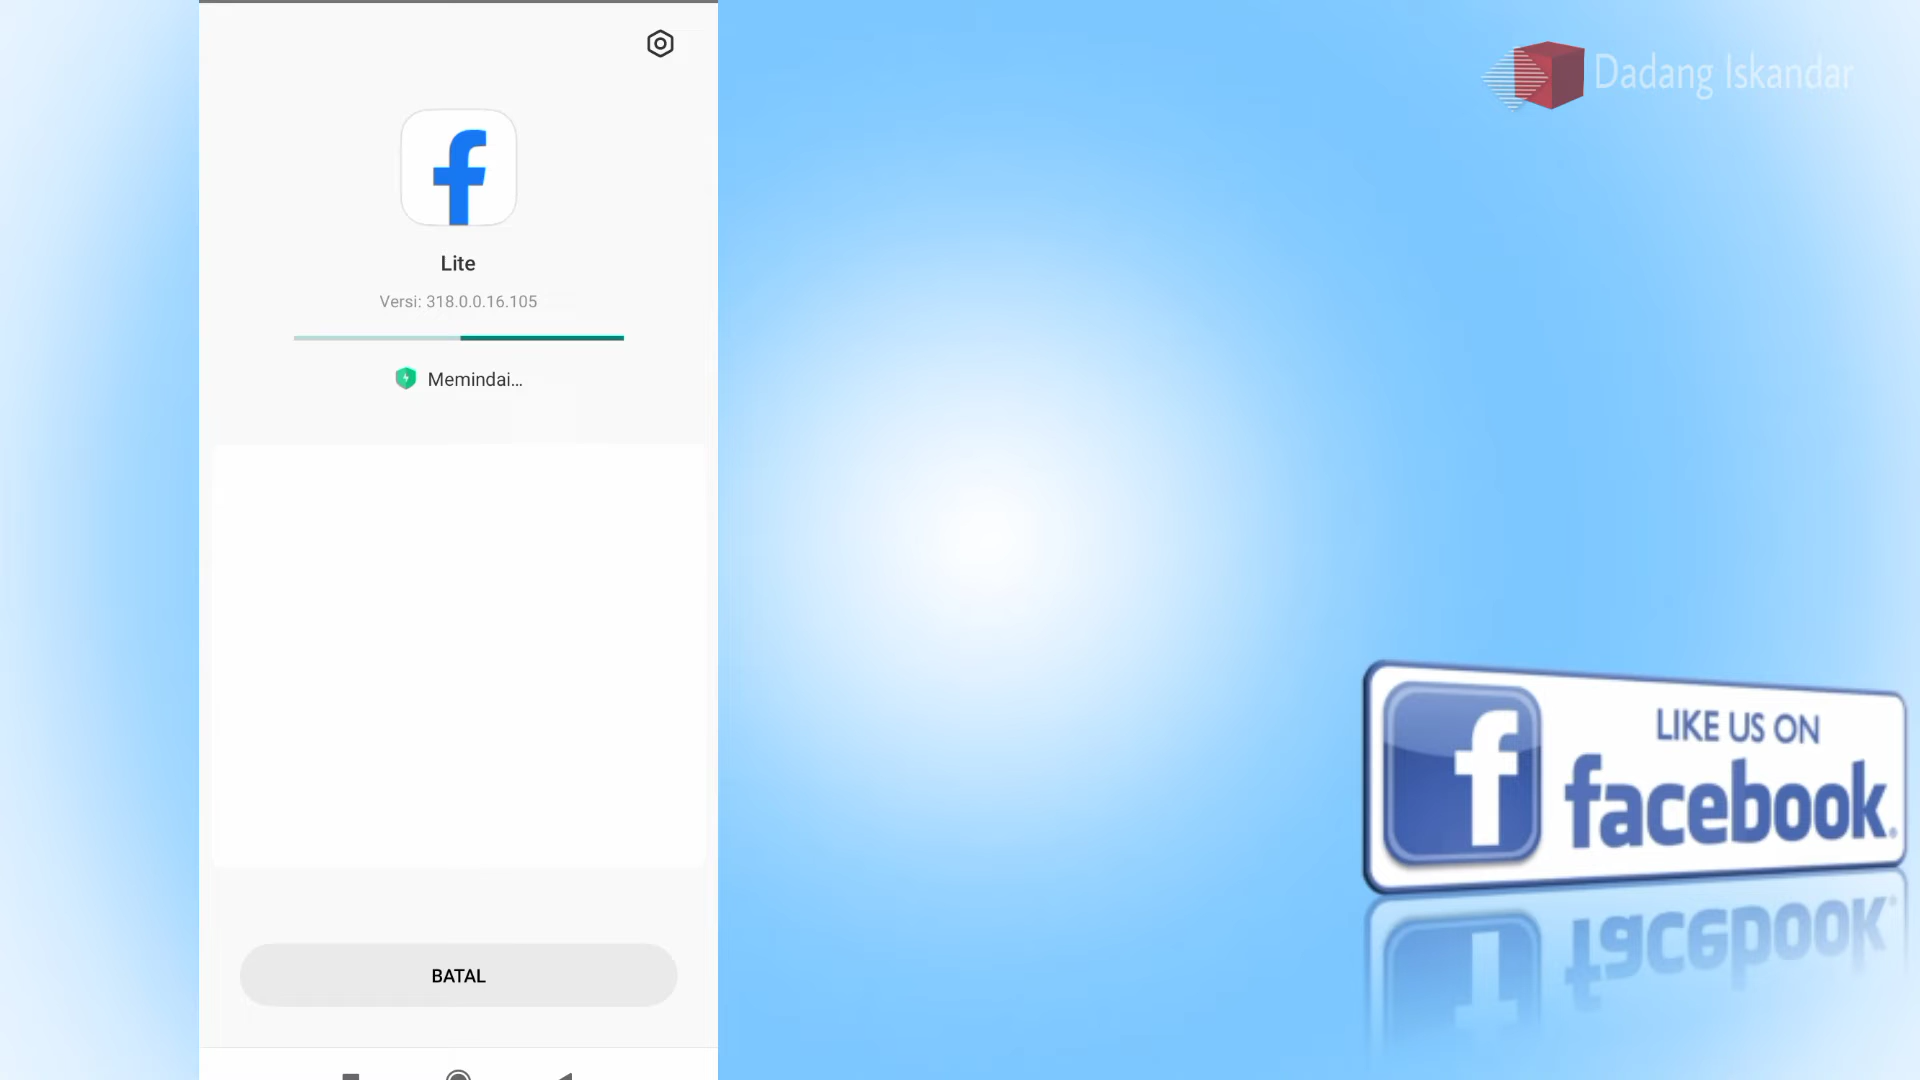 Dadang Iskandar
Lite
Versi: 318.0.0.16.105
Memindai...
BATAL
LIKE US ON
facebook®